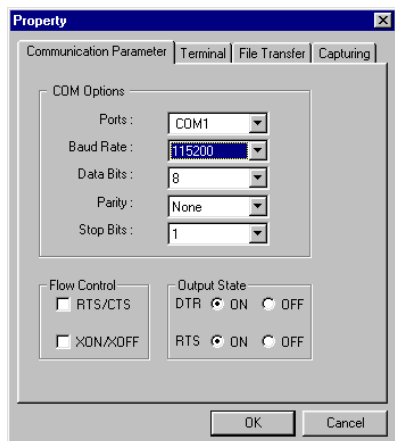 Property
Communication Parameter Terminal File Transfer Capturing
COM Options
Ports : COM1
Baud Rate : 115200
Data Bits : 8
Parity : None
Stop Bits : 1
Flow Control Output State
RTS/CTS DTR ON OFF
XON/XOFF RTS ON OFF
OK Cancel